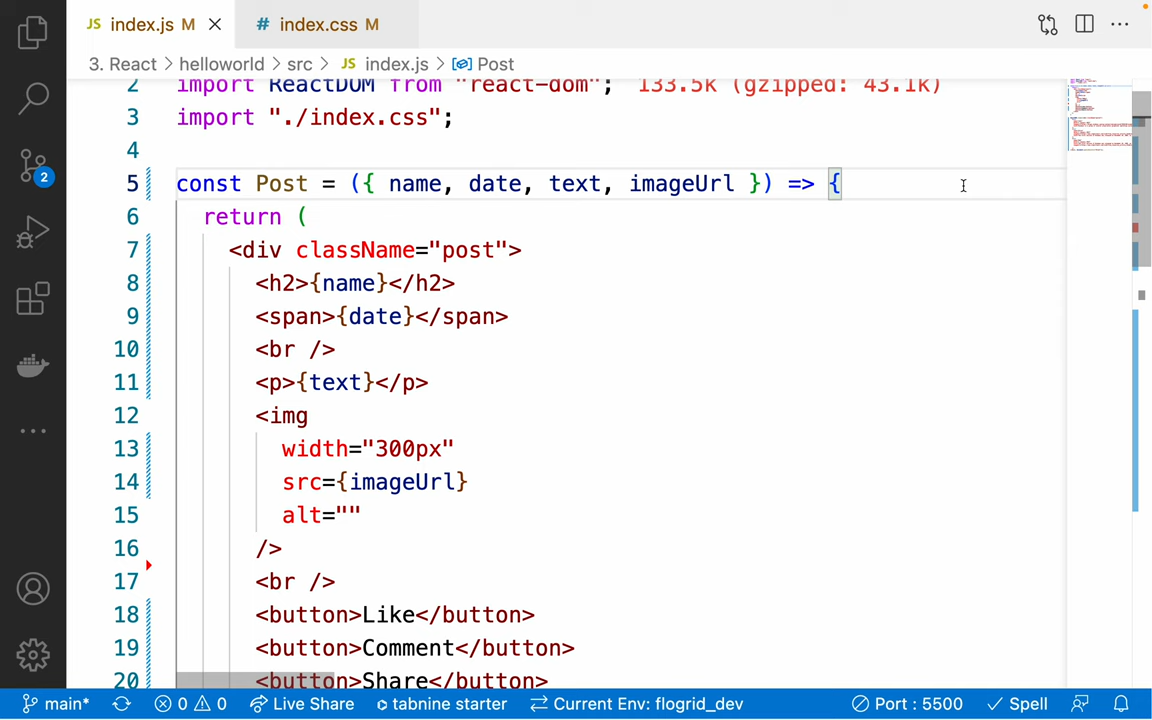 JS index.js M
# index.css M
3. React > helloworld > src > JS index.js > Post
2 import ReactDOM from "react-dom"; 133.5k (gzipped: 43.1k)
3 import "./index.css";
4
5 const Post = ({ name, date, text, imageUrl }) => {
6 return (
7 <div className="post">
8 <h2>{name}</h2>
9 <span>{date}</span>
10 <br />
11 <p>{text}</p>
12 <img
13 width="300px"
14 src={imageUrl}
15 alt=""
16 />
17 <br />
18 <button>Like</button>
19 <button>Comment</button>
20 <button>Share</button>
2
main* 0 0 Live Share tabnine starter Current Env: flogrid_dev Port : 5500 Spell